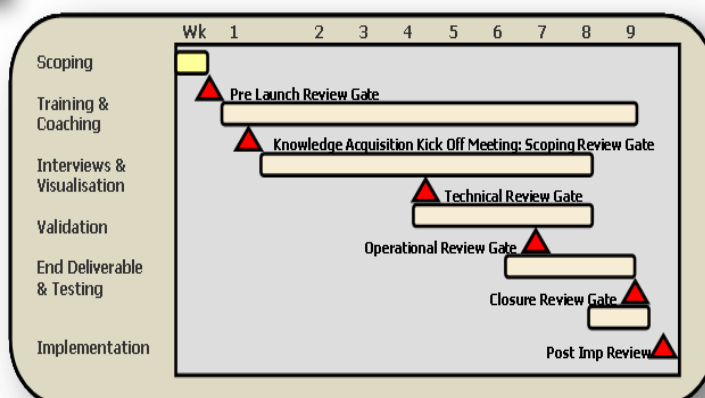 Wk 1 2 3 4 5 6 7 8 9
Scoping
Pre Launch Review Gate
Training &
Coaching
Knowledge Acquisition Kick Off Meeting: Scoping Review Gate
Interviews &
Visualisation
Technical Review Gate
Validation
Operational Review Gate
End Deliverable
& Testing
Closure Review Gate
Implementation
Post Imp Review